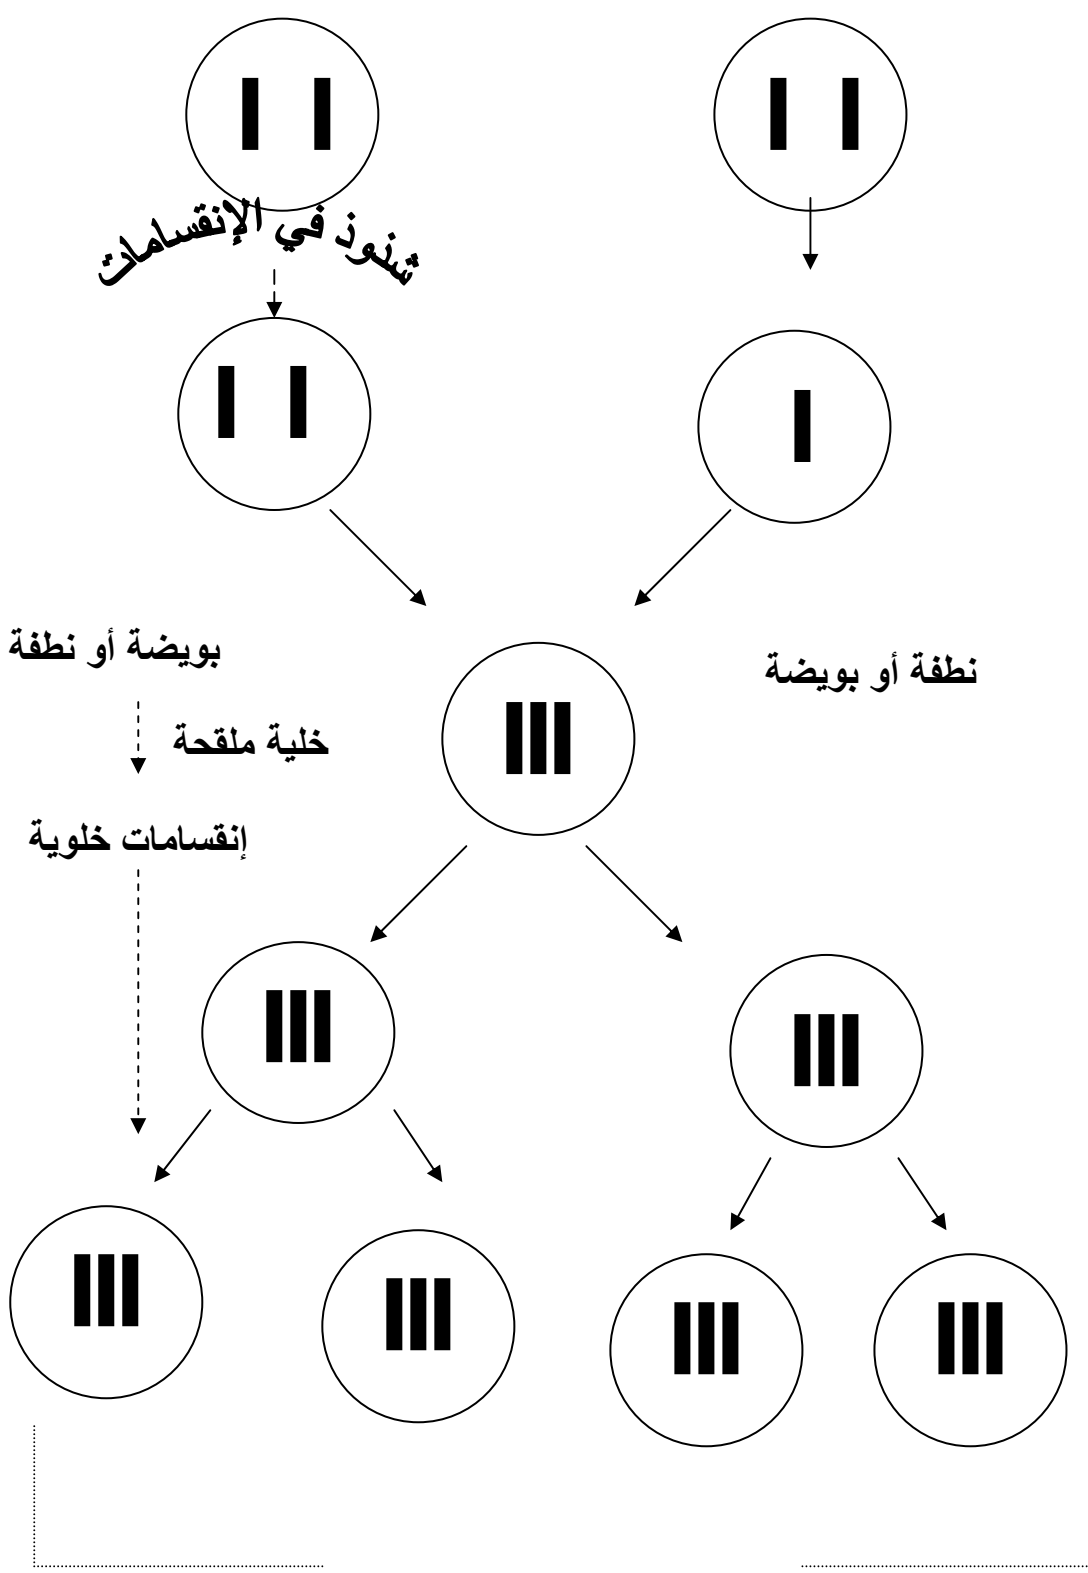 شذوذ في الإنقسامات
بويضة أو نطفة
نطفة أو بويضة
خلية ملقحة
إنقسامات خلوية